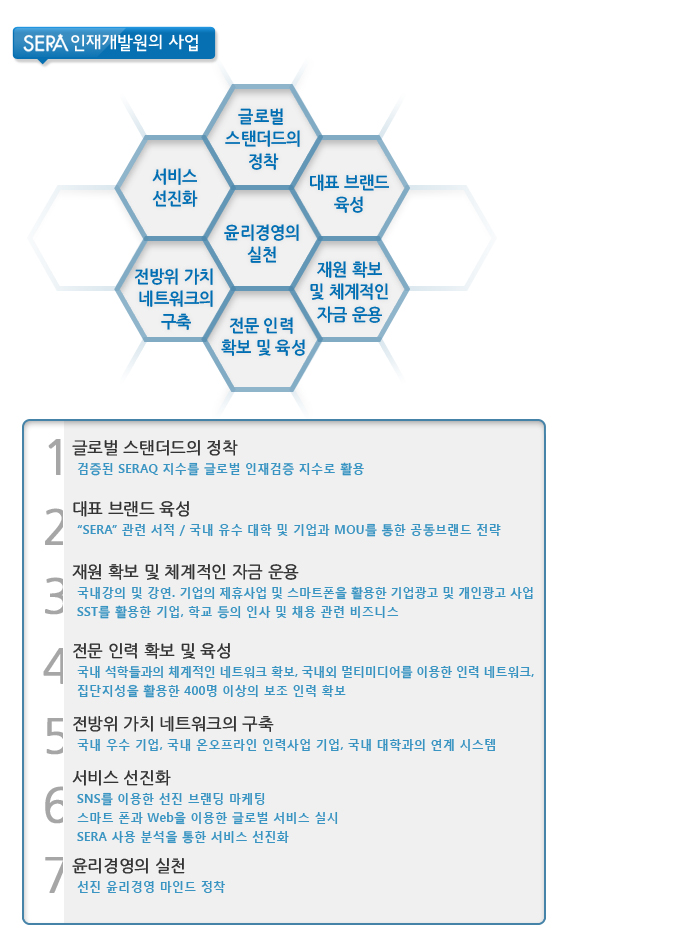 SERA 인재개발원의 사업
글로벌
스탠더드의
정착
서비스
선진화
대표 브랜드
육성
윤리경영의
실천
전방위 가치
네트워크의
구축
재원 확보
및 체계적인
자금 운용
전문 인력
확보 및 육성
1 글로벌 스탠더드의 정착
검증된 SERAQ 지수를 글로벌 인재검증 지수로 활용
2 대표 브랜드 육성
“SERA” 관련 서적 / 국내 유수 대학 및 기업과 MOU를 통한 공동브랜드 전략
3 재원 확보 및 체계적인 자금 운용
국내강의 및 강연. 기업의 제휴사업 및 스마트폰을 활용한 기업광고 및 개인광고 사업
SST를 활용한 기업, 학교 등의 인사 및 채용 관련 비즈니스
4 전문 인력 확보 및 육성
국내 석학들과의 체계적인 네트워크 확보, 국내외 멀티미디어를 이용한 인력 네트워크,
집단지성을 활용한 400명 이상의 보조 인력 확보
5 전방위 가치 네트워크의 구축
국내 우수 기업, 국내 온오프라인 인력사업 기업, 국내 대학과의 연계 시스템
6 서비스 선진화
SNS를 이용한 선진 브랜딩 마케팅
스마트 폰과 Web을 이용한 글로벌 서비스 실시
SERA 사용 분석을 통한 서비스 선진화
7 윤리경영의 실천
선진 윤리경영 마인드 정착